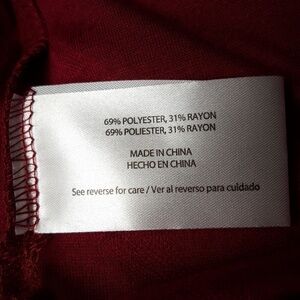 69% POLYESTER, 31% RAYON
69% POLIESTER, 31% RAYON
MADE IN CHINA
HECHO EN CHINA
See reverse for care / Ver al reverso para cuidado